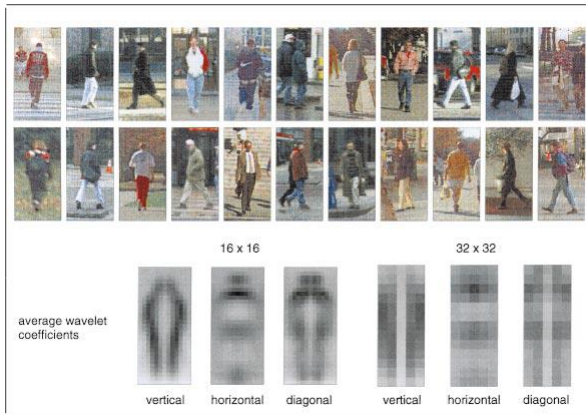 16 x 16
32 x 32
average wavelet
coefficients
vertical
horizontal
diagonal
vertical
horizontal
diagonal